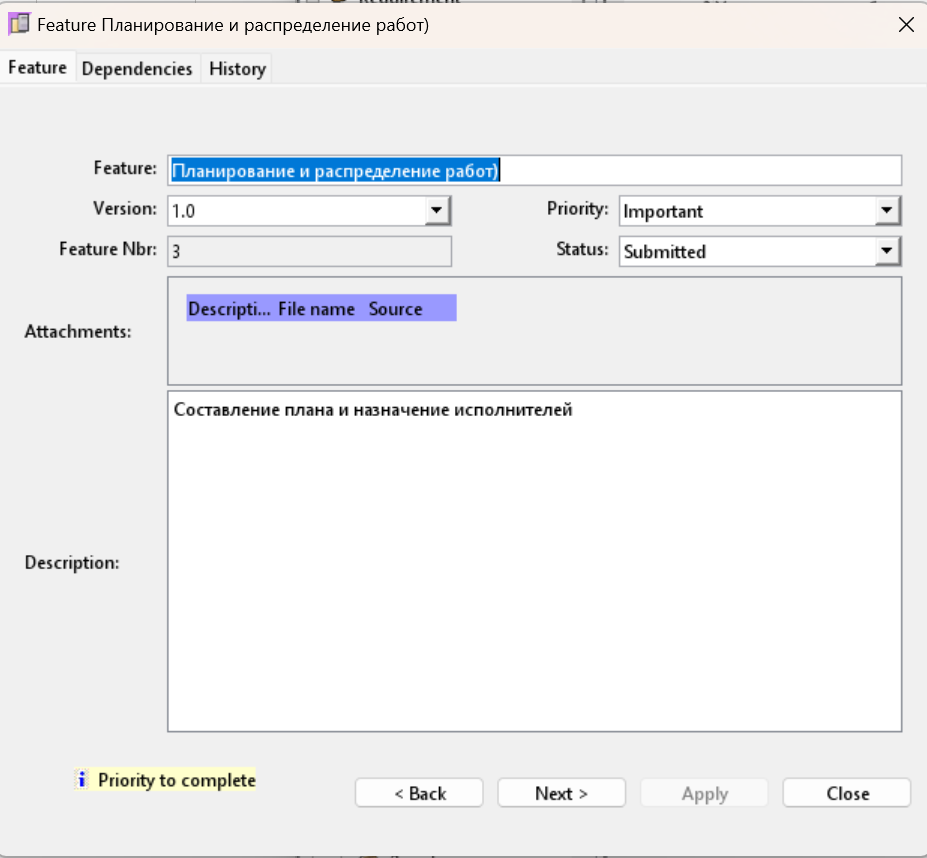 Feature Планирование и распределение работ)
Feature Dependencies History
Feature: Планирование и распределение работ)
Version: 1.0 Priority: Important
Feature Nbr: 3 Status: Submitted
Attachments:
Descripti... File name Source
Составление плана и назначение исполнителей
Description:
i Priority to complete
< Back Next > Apply Close